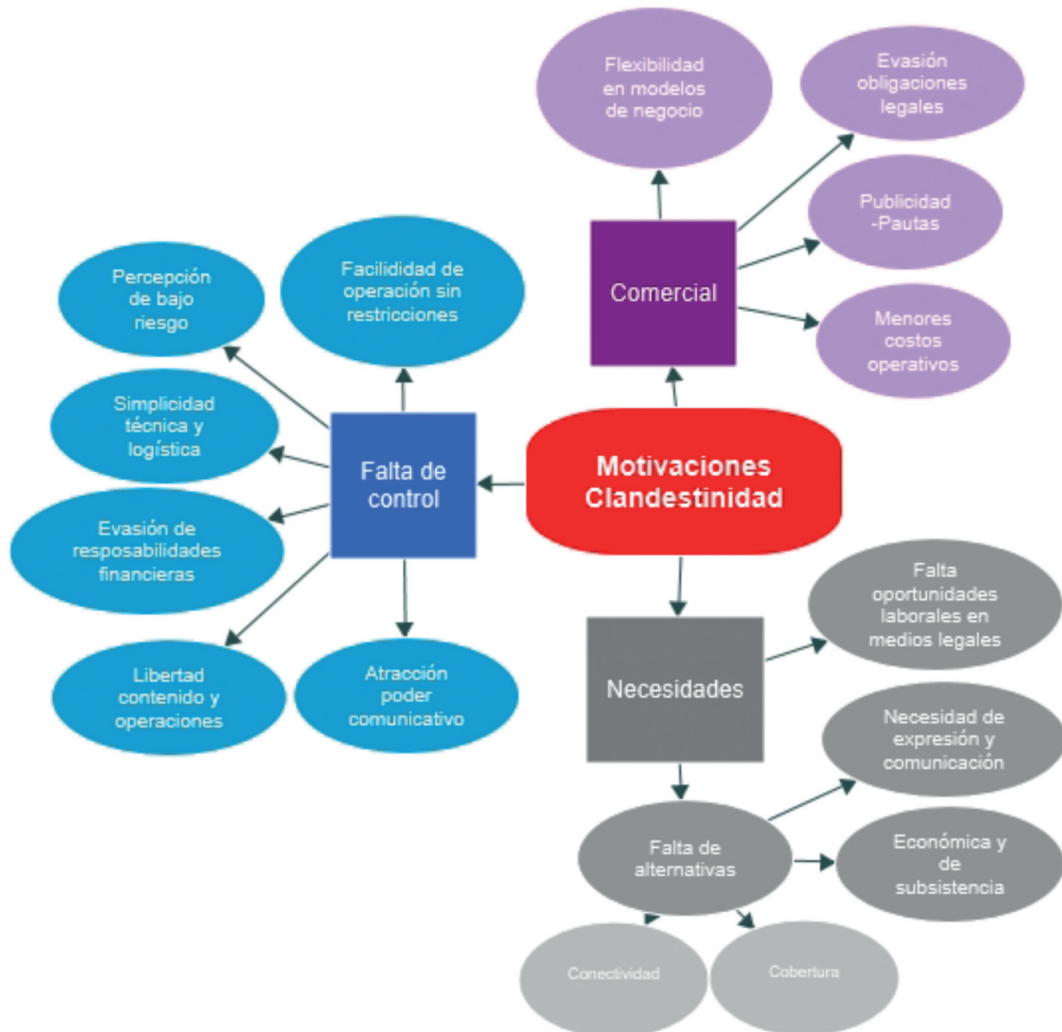 Flexibilidad
en modelos
de negocio
Evasión
obligaciones
legales
Publicidad
-Pautas
Menores
costos
operativos
Comercial
Percepción
de bajo
riesgo
Facilididad de
operación sin
restricciones
Simplicidad
técnica y
logística
Falta de
control
Evasión de
resposabilidades
financieras
Libertad
contenido y
operaciones
Atracción
poder
comunicativo
Motivaciones
Clandestinidad
Necesidades
Falta
oportunidades
laborales en
medios legales
Necesidad de
expresión y
comunicación
Económica y
de
subsistencia
Falta de
alternativas
Conectividad
Cobertura